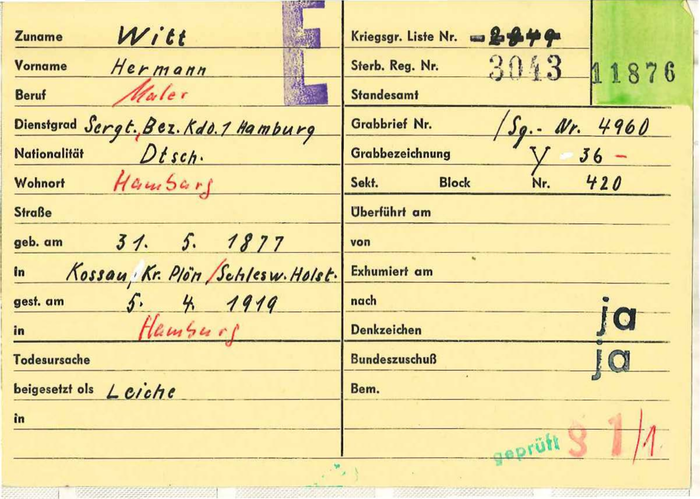 E
Zuname Witt
Vorname Hermann
Beruf Maler
Dienstgrad Sergt., Bez. Kdo. 1 Hamburg
Nationalität Dtsch.
Wohnort Hamburg
Straße
geb. am 31. 5. 1877
in Kossau, Kr. Plön/Schlesw. Holst.
gest. am 5. 4. 1919
in Hamburg
Todesursache
beigesetzt als Leiche
in
Kriegsgr. Liste Nr.
Sterb. Reg. Nr. 3043 11876
Standesamt
Grabbrief Nr. /Sg.- Nr. 4960
Grabbezeichnung Y 36 -
Sekt. Block Nr. 420
Überführt am
von
Exhumiert am
nach
Denkzeichen ja
Bundeszuschuß ja
Bem.
geprüft § 1/1